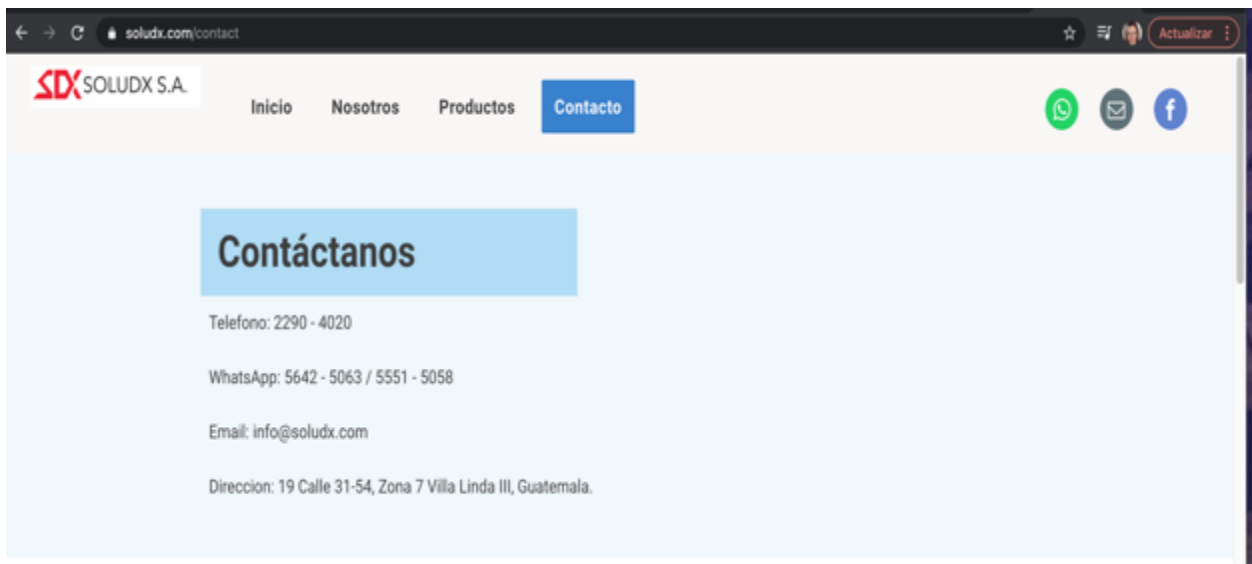 soludx.com/contact
Actualizar
SDX SOLUDX S.A.
Inicio Nosotros Productos Contacto
Contáctanos
Telefono: 2290 - 4020
WhatsApp: 5642 - 5063 / 5551 - 5058
Email: info@soludx.com
Direccion: 19 Calle 31-54, Zona 7 Villa Linda III, Guatemala.